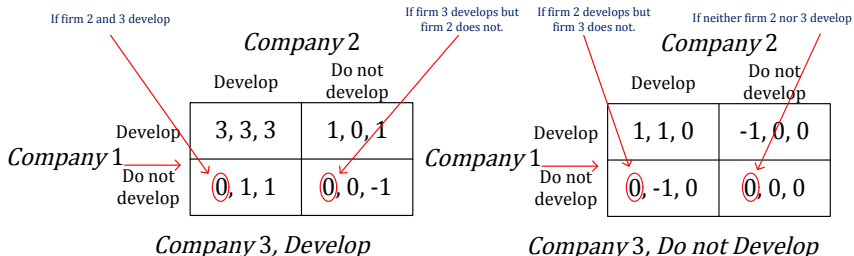 If firm 2 and 3 develop
If firm 3 develops but
firm 2 does not.
If firm 2 develops but
firm 3 does not.
If neither firm 2 nor 3 develop
Company 2
Develop
Do not
develop
Company 1
Develop
3, 3, 3
1, 0, 1
Do not
develop
0, 1, 1
0, 0, -1
Company 3, Develop
Company 2
Develop
Do not
develop
Company 1
Develop
1, 1, 0
-1, 0, 0
Do not
develop
0, -1, 0
0, 0, 0
Company 3, Do not Develop